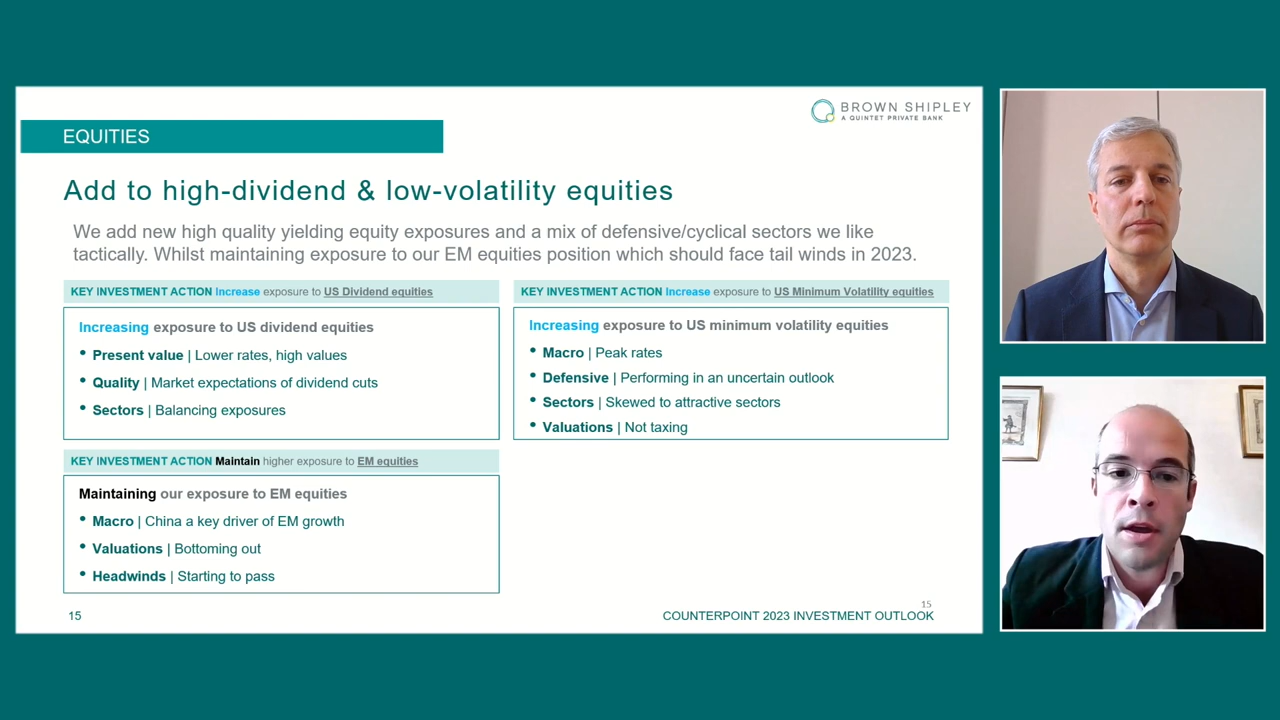 BROWN SHIPLEY
A QUINTET PRIVATE BANK
EQUITIES
Add to high-dividend & low-volatility equities
We add new high quality yielding equity exposures and a mix of defensive/cyclical sectors we like
tactically. Whilst maintaining exposure to our EM equities position which should face tail winds in 2023.
KEY INVESTMENT ACTION Increase exposure to US Dividend equities
Increasing exposure to US dividend equities
• Present value | Lower rates, high values
• Quality | Market expectations of dividend cuts
• Sectors | Balancing exposures
KEY INVESTMENT ACTION Increase exposure to US Minimum Volatility equities
Increasing exposure to US minimum volatility equities
• Macro | Peak rates
• Defensive | Performing in an uncertain outlook
• Sectors | Skewed to attractive sectors
• Valuations | Not taxing
KEY INVESTMENT ACTION Maintain higher exposure to EM equities
Maintaining our exposure to EM equities
• Macro | China a key driver of EM growth
• Valuations | Bottoming out
• Headwinds | Starting to pass
15
15
COUNTERPOINT 2023 INVESTMENT OUTLOOK